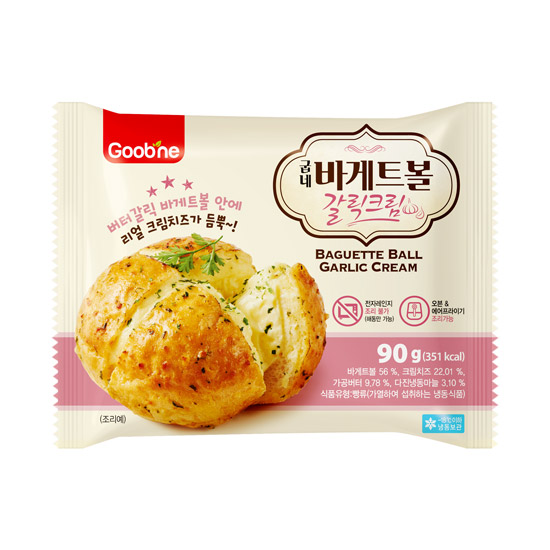 Goobne
버터갈릭 바게트볼 안에
리얼 크림치즈가 듬뿍~!
굽네 바게트볼
갈릭크림
BAGUETTE BALL
GARLIC CREAM
전자레인지
조리 불가
(해동만 가능)
오븐 &
에어프라이기
조리가능
90 g (351 kcal)
바게트볼 56 %, 크림치즈 22.01 %,
가공버터 9.78 %, 다진냉동마늘 3.10 %
식품유형:빵류(가열하여 섭취하는 냉동식품)
(조리예)
-18℃이하
냉동보관